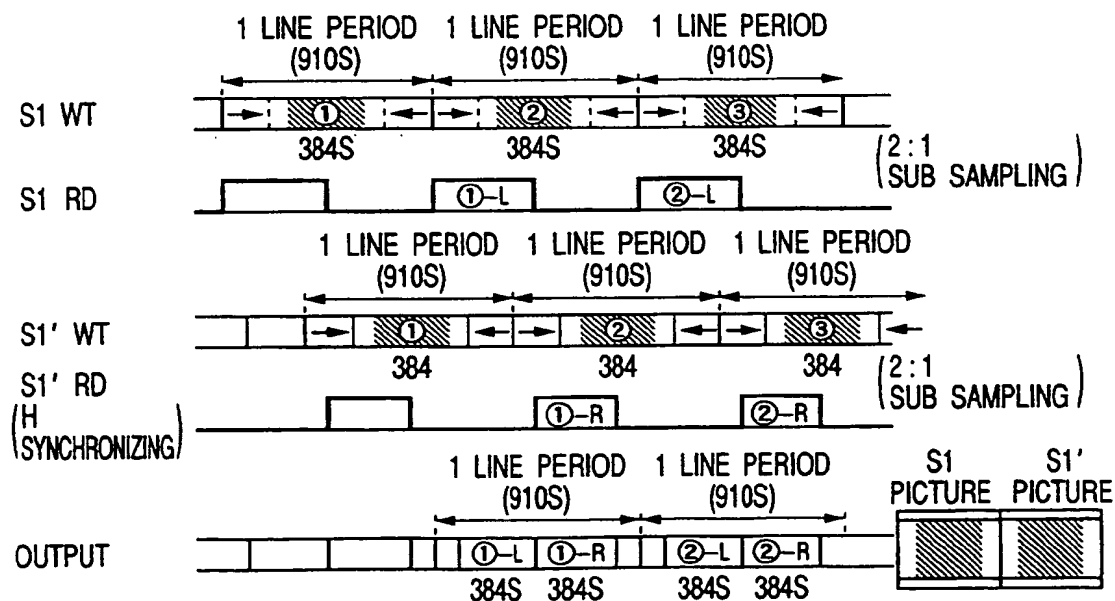 1 LINE PERIOD 1 LINE PERIOD 1 LINE PERIOD
(910S) (910S) (910S)
S1 WT ① ② ③
384S 384S 384S
(2:1
SUB SAMPLING)
S1 RD ①-L ②-L
1 LINE PERIOD 1 LINE PERIOD 1 LINE PERIOD
(910S) (910S) (910S)
S1' WT ① ② ③
384 384 384
(2:1
SUB SAMPLING)
S1' RD
(H
SYNCHRONIZING)
①-R ②-R
1 LINE PERIOD 1 LINE PERIOD
(910S) (910S)
S1 S1'
PICTURE PICTURE
OUTPUT ①-L ①-R ②-L ②-R
384S 384S 384S 384S